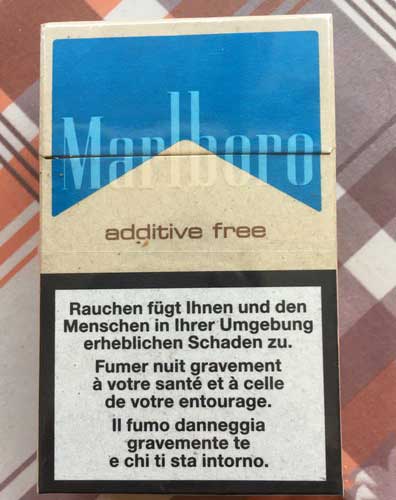 Marlboro
additive free
Rauchen fügt Ihnen und den
Menschen in Ihrer Umgebung
erheblichen Schaden zu.
Fumer nuit gravement
à votre santé et à celle
de votre entourage.
Il fumo danneggia
gravemente te
e chi ti sta intorno.